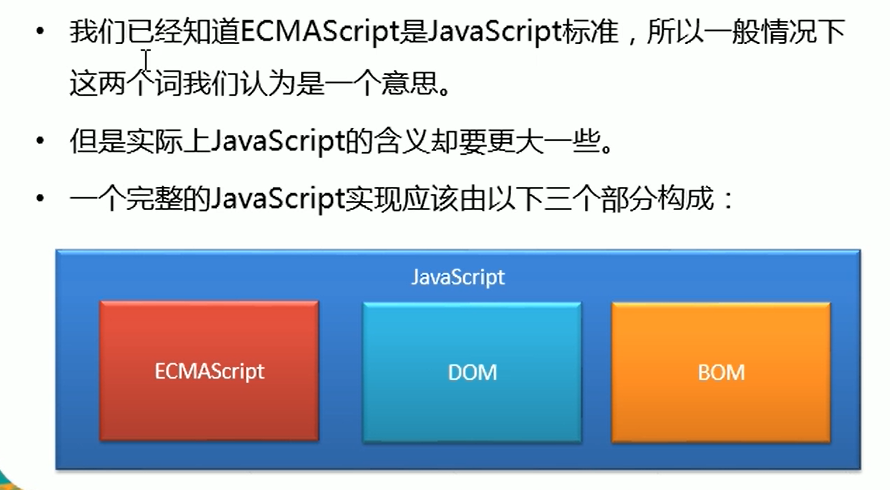 • 我们已经知道ECMAScript是JavaScript标准，所以一般情况下
这两个词我们认为是一个意思。
• 但是实际上JavaScript的含义却要更大一些。
• 一个完整的JavaScript实现应该由以下三个部分构成：
JavaScript
ECMAScript
DOM
BOM